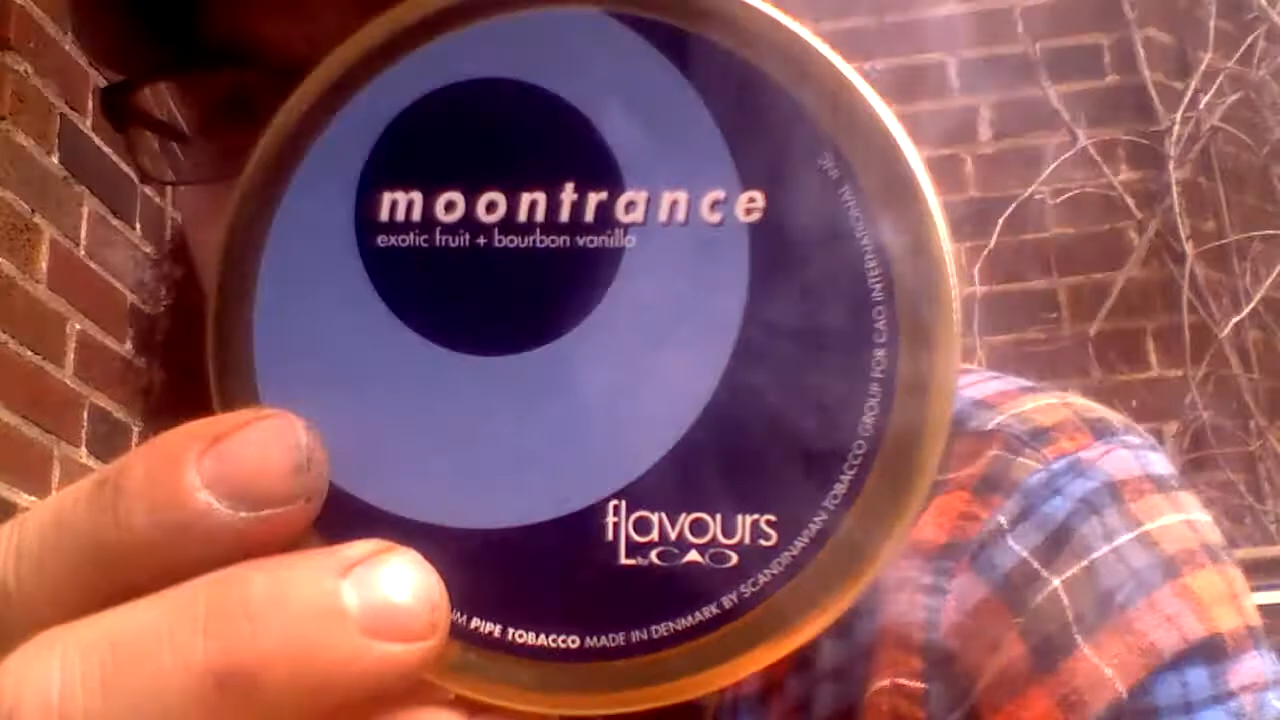 moontrance
exotic fruit + bourbon vanilla
flavours
by CAO
PIPE TOBACCO MADE IN DENMARK BY SCANDINAVIAN TOBACCO GROUP FOR CAO INTERNATIONAL INC